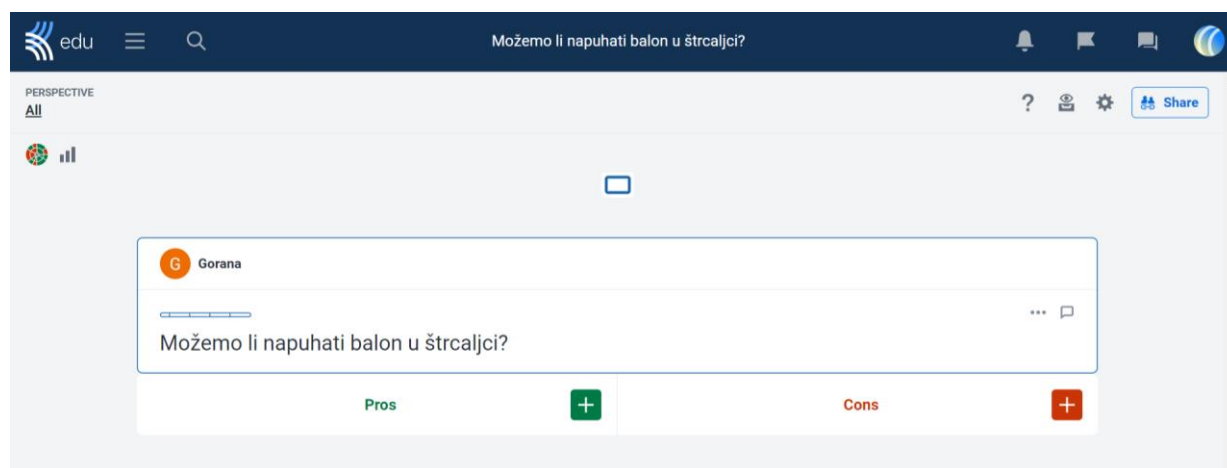 edu
Možemo li napuhati balon u štrcaljci?
PERSPECTIVE
All
? Share
G Gorana
Možemo li napuhati balon u štrcaljci?
Pros + Cons +